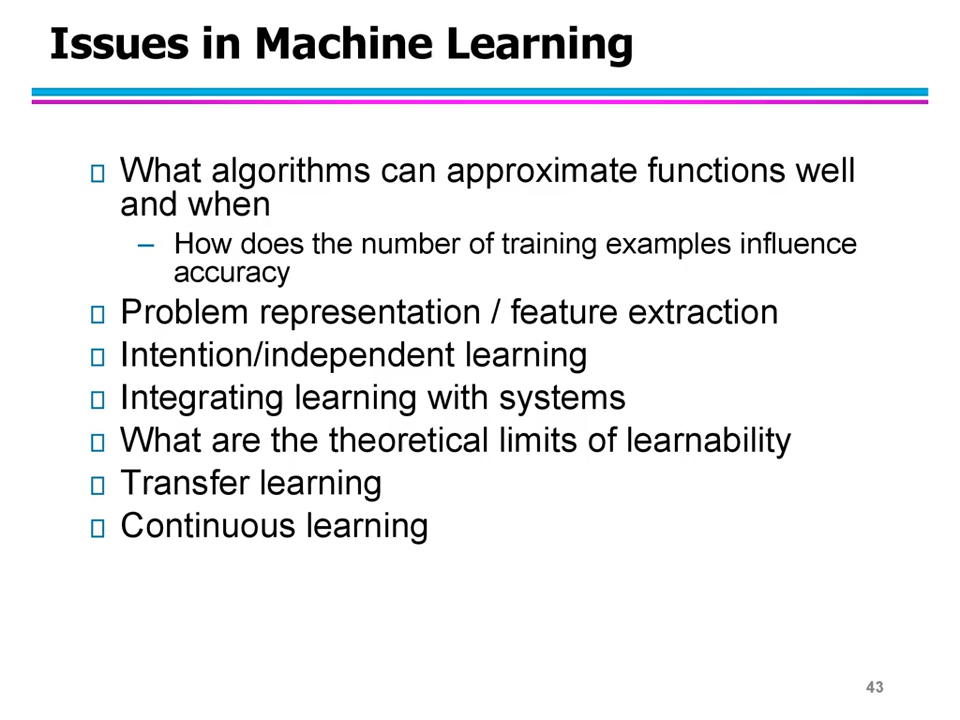 Issues in Machine Learning
What algorithms can approximate functions well
and when
– How does the number of training examples influence
accuracy
Problem representation / feature extraction
Intention/independent learning
Integrating learning with systems
What are the theoretical limits of learnability
Transfer learning
Continuous learning
43